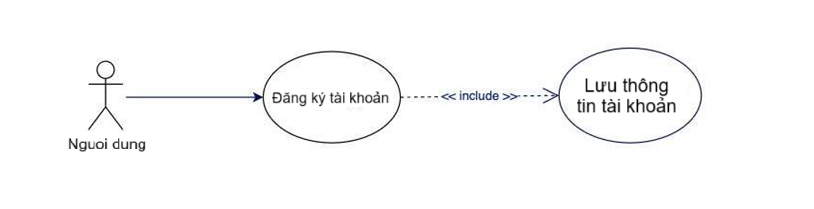 Đăng ký tài khoản
<< include >>
Lưu thông
tin tài khoản
Nguoi dung